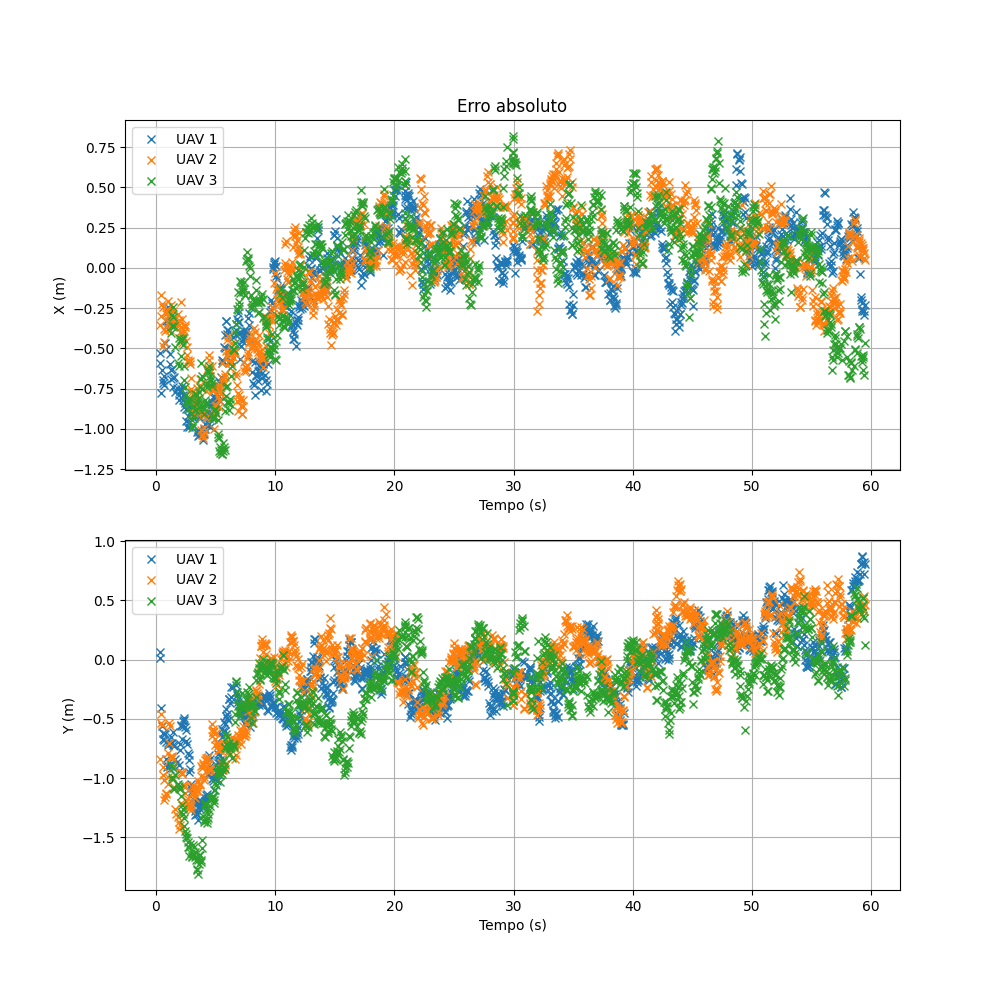 Erro absoluto
UAV 1
UAV 2
UAV 3
0.75
0.50
0.25
0.00
−0.25
−0.50
−0.75
−1.00
−1.25
X (m)
0 10 20 30 40 50 60
Tempo (s)
UAV 1
UAV 2
UAV 3
1.0
0.5
0.0
−0.5
−1.0
−1.5
Y (m)
0 10 20 30 40 50 60
Tempo (s)